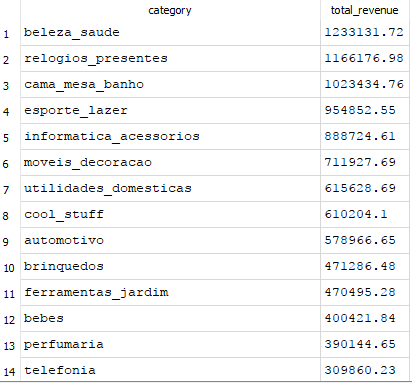 category total_revenue
1 beleza_saude 1233131.72
2 relogios_presentes 1166176.98
3 cama_mesa_banho 1023434.76
4 esporte_lazer 954852.55
5 informatica_acessorios 888724.61
6 moveis_decoracao 711927.69
7 utilidades_domesticas 615628.69
8 cool_stuff 610204.1
9 automotivo 578966.65
10 brinquedos 471286.48
11 ferramentas_jardim 470495.28
12 bebes 400421.84
13 perfumaria 390144.65
14 telefonia 309860.23